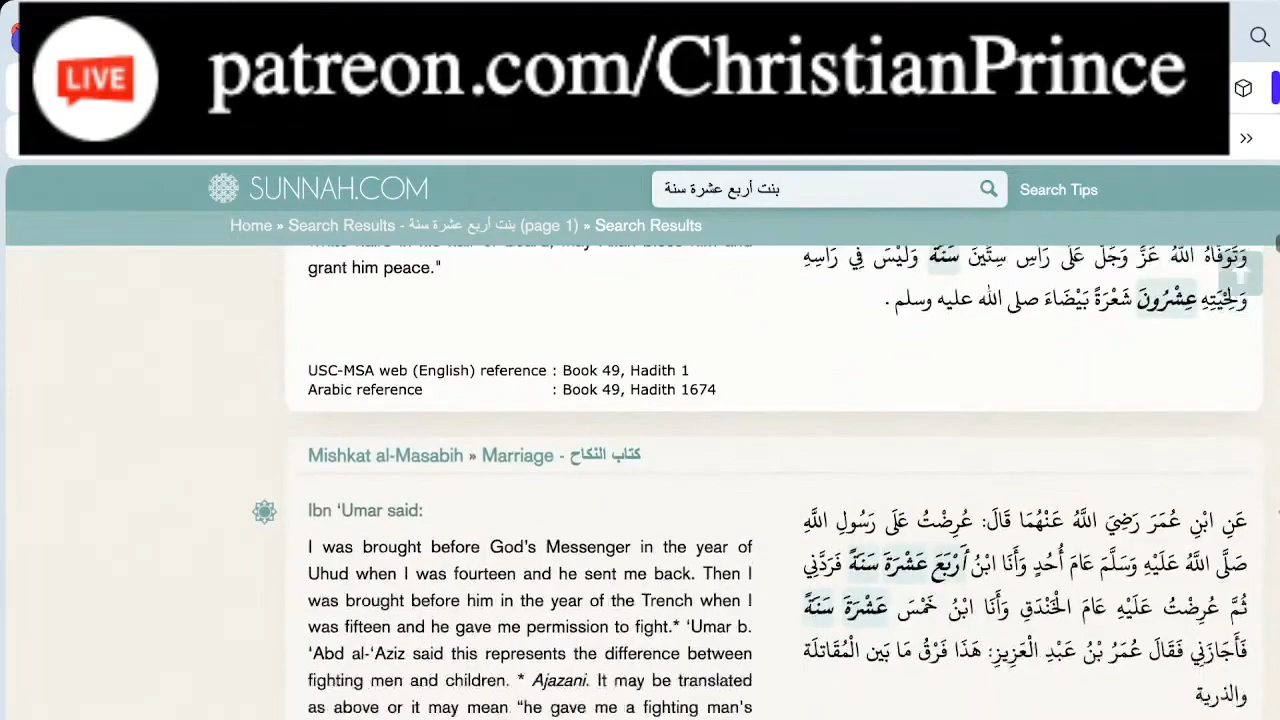 LIVE patreon.com/ChristianPrince
SUNNAH.COM
بنت أربع عشرة سنة
Search Tips
Home » Search Results - بنت أربع عشرة سنة (page 1) » Search Results
grant him peace."
وَتَوَفَّاهُ اللَّهُ عَزَّ وَجَلَّ عَلَى رَأْسِ سِتِّينَ سَنَةً وَلَيْسَ فِي رَأْسِهِ
وَلِحْيَتِهِ عِشْرُونَ شَعْرَةً بَيْضَاءَ صلى الله عليه وسلم .
USC-MSA web (English) reference : Book 49, Hadith 1
Arabic reference : Book 49, Hadith 1674
Mishkat al-Masabih » Marriage - كتاب النكاح
Ibn ‘Umar said:
I was brought before God’s Messenger in the year of
Uhud when I was fourteen and he sent me back. Then I
was brought before him in the year of the Trench when I
was fifteen and he gave me permission to fight.* ‘Umar b.
‘Abd al-‘Aziz said this represents the difference between
fighting men and children. * Ajazani. It may be translated
as above or it may mean “he gave me a fighting man's
عَنِ ابْنِ عُمَرَ رَضِيَ اللَّهُ عَنْهُمَا قَالَ: عُرِضْتُ عَلَى رَسُولِ اللَّهِ
صَلَّى اللَّهُ عَلَيْهِ وَسَلَّمَ عَامَ أُحُدٍ وَأَنَا ابْنُ أَرْبَعَ عَشْرَةَ سَنَةً فَرَدَّنِي
ثُمَّ عُرِضْتُ عَلَيْهِ عَامَ الْخَنْدَقِ وَأَنَا ابْنُ خَمْسَ عَشْرَةَ سَنَةً
فَأَجَازَنِي فَقَالَ عُمَرُ بْنُ عَبْدِ الْعَزِيزِ: هَذَا فَرْقُ مَا بَين الْمُقَاتلَة
والذرية